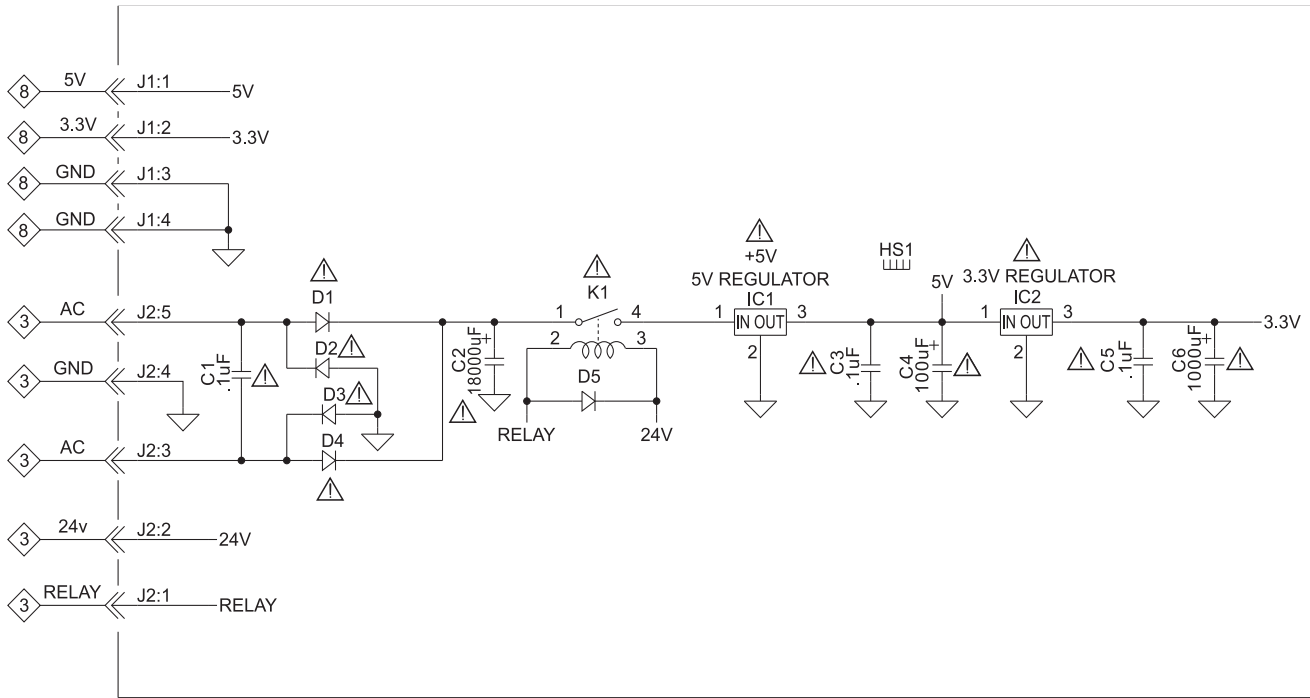 8 5V J1:1 5V
8 3.3V J1:2 3.3V
8 GND J1:3
8 GND J1:4
3 AC J2:5
3 GND J2:4
3 AC J2:3
3 24v J2:2 24V
3 RELAY J2:1 RELAY
C1
.1uF
D1
D2
D3
D4
C2
18000uF
+
K1
1 4
2 3
D5
RELAY 24V
+5V
5V REGULATOR
IC1
1 IN OUT 3
2
HS1
C3
.1uF
5V
C4
1000uF
+
3.3V REGULATOR
IC2
1 IN OUT 3
2
C5
.1uF
C6
1000uF
+
3.3V